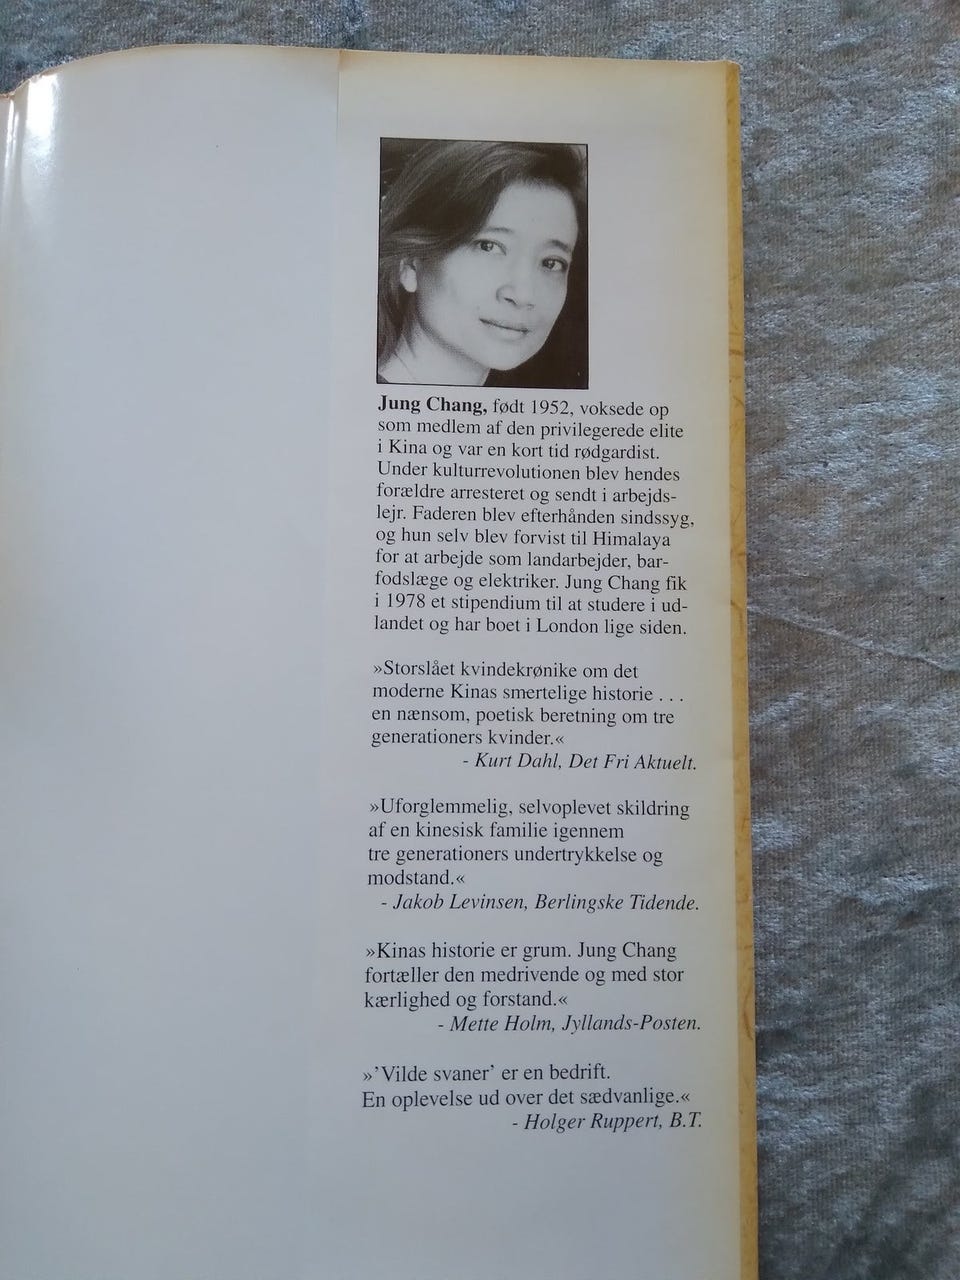 Jung Chang, født 1952, voksede op
som medlem af den privilegerede elite
i Kina og var en kort tid rødgardist.
Under kulturrevolutionen blev hendes
forældre arresteret og sendt i arbejds-
lejr. Faderen blev efterhånden sindssyg,
og hun selv blev forvist til Himalaya
for at arbejde som landarbejder, bar-
fodslæge og elektriker. Jung Chang fik
i 1978 et stipendium til at studere i ud-
landet og har boet i London lige siden.
»Storslået kvindekrønike om det
moderne Kinas smertelige historie . . .
en nænsom, poetisk beretning om tre
generationers kvinder.«
- Kurt Dahl, Det Fri Aktuelt.
»Uforglemmelig, selvoplevet skildring
af en kinesisk familie igennem
tre generationers undertrykkelse og
modstand.«
- Jakob Levinsen, Berlingske Tidende.
»Kinas historie er grum. Jung Chang
fortæller den medrivende og med stor
kærlighed og forstand.«
- Mette Holm, Jyllands-Posten.
»’Vilde svaner’ er en bedrift.
En oplevelse ud over det sædvanlige.«
- Holger Ruppert, B.T.